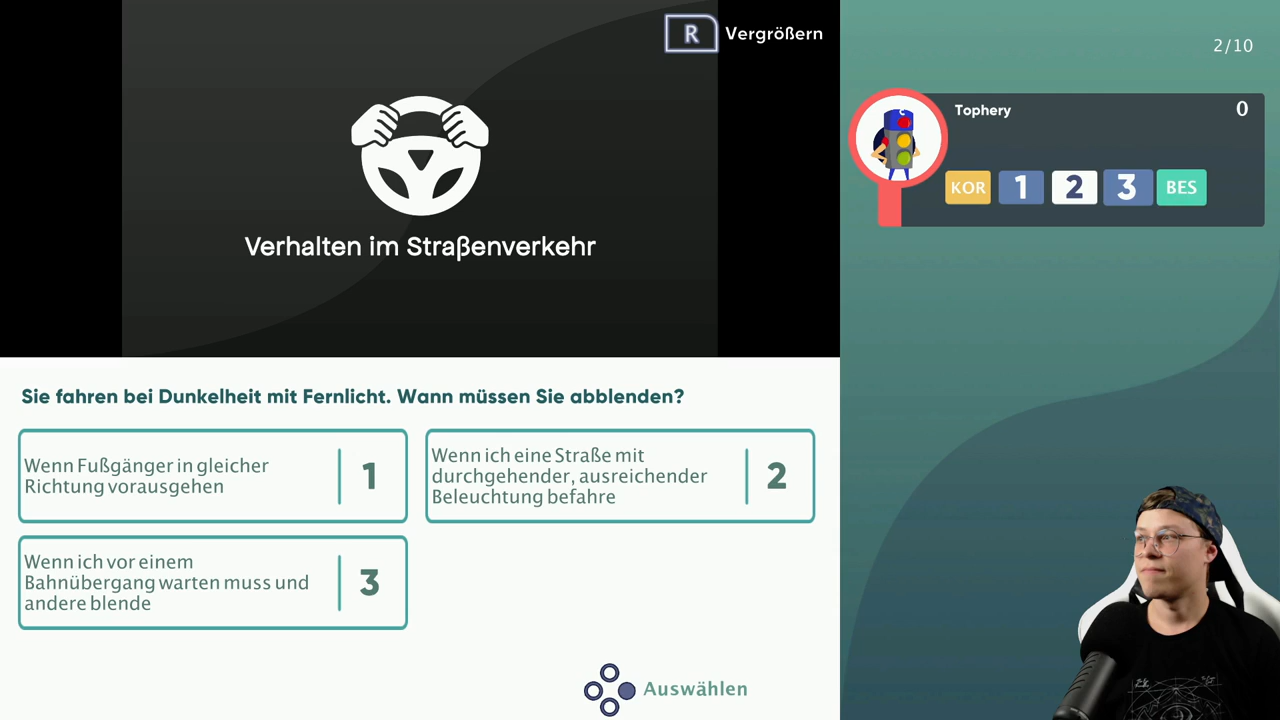 R Vergrößern
Verhalten im Straßenverkehr
2/10
Tophery 0
KOR 1 2 3 BES
Sie fahren bei Dunkelheit mit Fernlicht. Wann müssen Sie abblenden?
Wenn Fußgänger in gleicher
Richtung vorausgehen
1
Wenn ich eine Straße mit
durchgehender, ausreichender
Beleuchtung befahre
2
Wenn ich vor einem
Bahnübergang warten muss und
andere blende
3
Auswählen